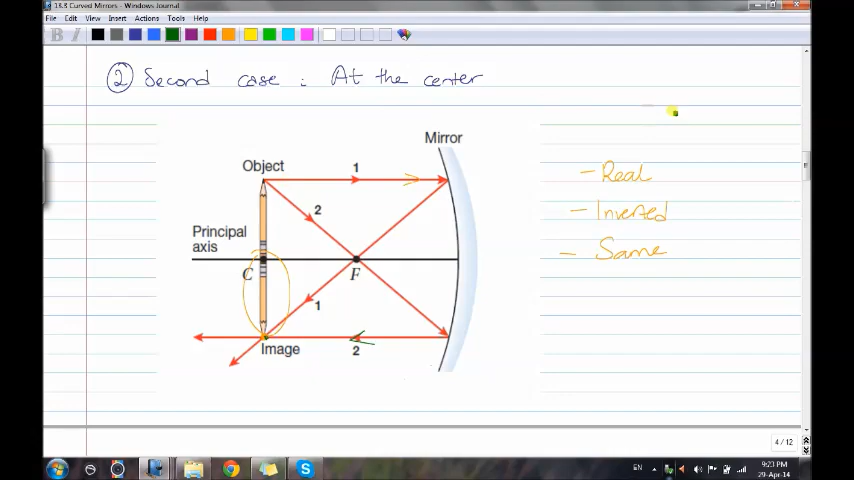 18.8 Curved Mirrors - Windows Journal
File Edit View Insert Actions Tools Help
B I
② Second case : At the center
Mirror
Object
1
- Real
2
- Inverted
Principal
axis
- Same
C
F
1
Image
2
4 / 12
EN
9:23 PM
29-Apr-14